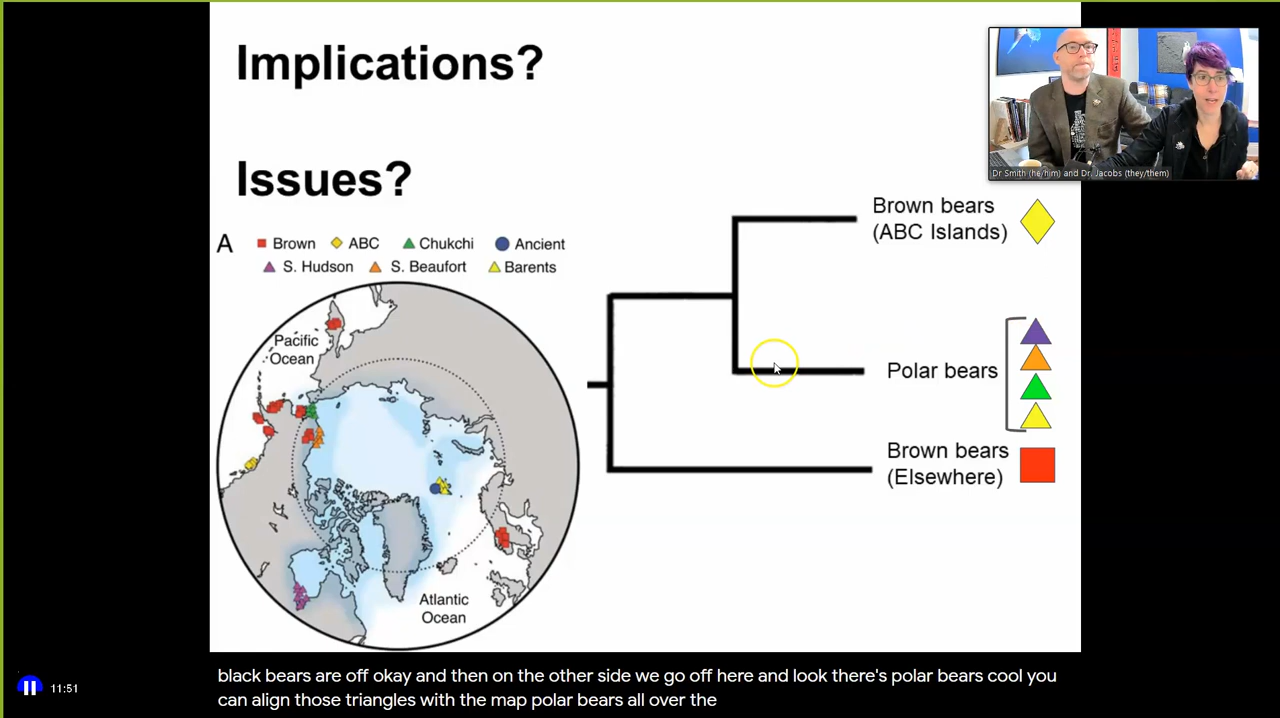 Implications?
Issues?
Dr Smith (he/him) and Dr. Jacobs (they/them)
A
Brown ABC Chukchi Ancient
S. Hudson S. Beaufort Barents
Pacific
Ocean
Atlantic
Ocean
Brown bears
(ABC Islands)
Polar bears
Brown bears
(Elsewhere)
11:51
black bears are off okay and then on the other side we go off here and look there's polar bears cool you
can align those triangles with the map polar bears all over the